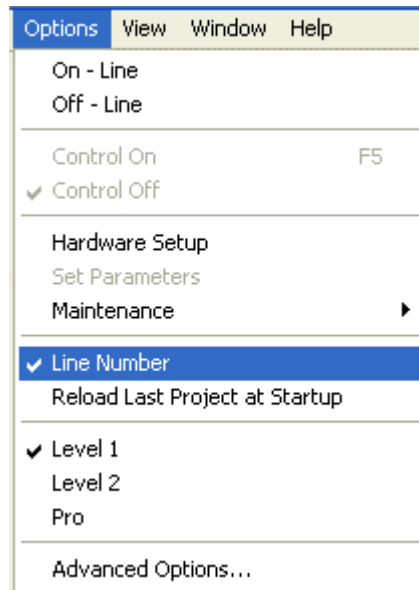 Options View Window Help
On - Line
Off - Line
Control On F5
Control Off
Hardware Setup
Set Parameters
Maintenance
Line Number
Reload Last Project at Startup
Level 1
Level 2
Pro
Advanced Options...